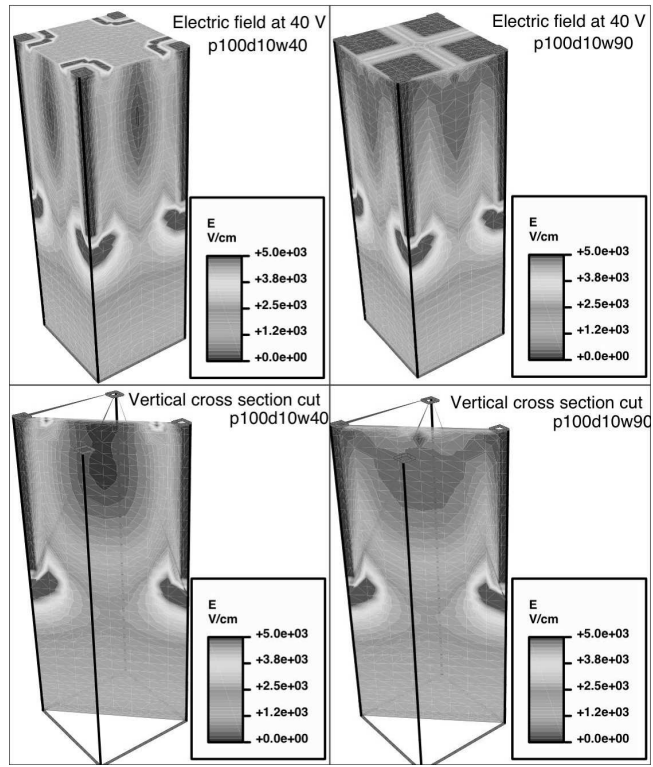 Electric field at 40 V
p100d10w40
E
V/cm
+5.0e+03
+3.8e+03
+2.5e+03
+1.2e+03
+0.0e+00
Electric field at 40 V
p100d10w90
E
V/cm
+5.0e+03
+3.8e+03
+2.5e+03
+1.2e+03
+0.0e+00
Vertical cross section cut
p100d10w40
E
V/cm
+5.0e+03
+3.8e+03
+2.5e+03
+1.2e+03
+0.0e+00
Vertical cross section cut
p100d10w90
E
V/cm
+5.0e+03
+3.8e+03
+2.5e+03
+1.2e+03
+0.0e+00